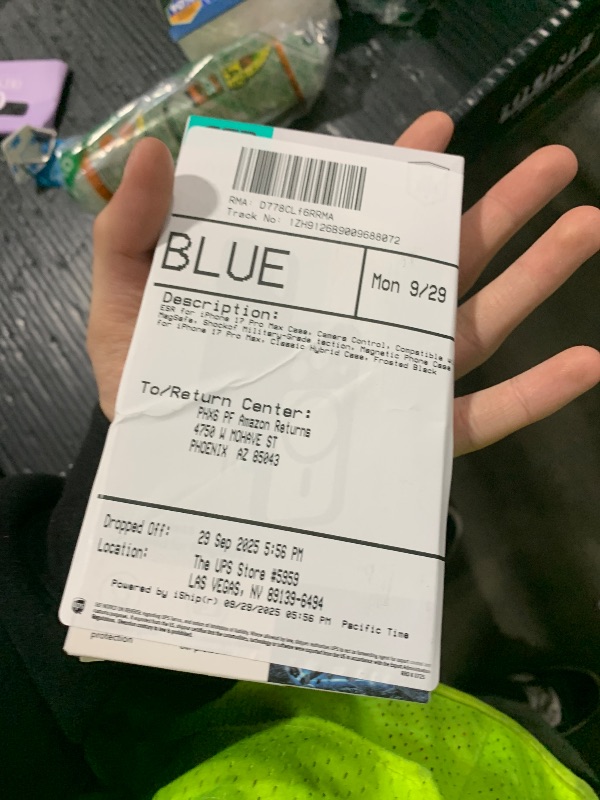 RMA: D778CLf6RRMA
Track No: 1ZH912689009688072
BLUE
Mon 9/29
Description:
ESR for iPhone 17 Pro Max Case, Camera Control, Compatible w
MagSafe, Shockof Military-Grade tection, Magnetic Phone Case
for iPhone 17 Pro Max, Classic Hybrid Case, Frosted Black
To/Return Center:
PHX6 PF Amazon Returns
4750 W MOHAVE ST
PHOENIX AZ 85043
Dropped Off: 29 Sep 2025 5:56 PM
Location: The UPS Store #5959
LAS VEGAS, NV 89139-6494
Powered by iShip(r) 09/29/2025 05:56 PM Pacific Time
protection